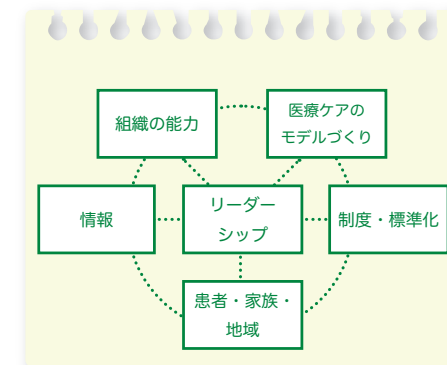 組織の能力
医療ケアの
モデルづくり
情報
リーダー
シップ
制度・標準化
患者・家族・
地域